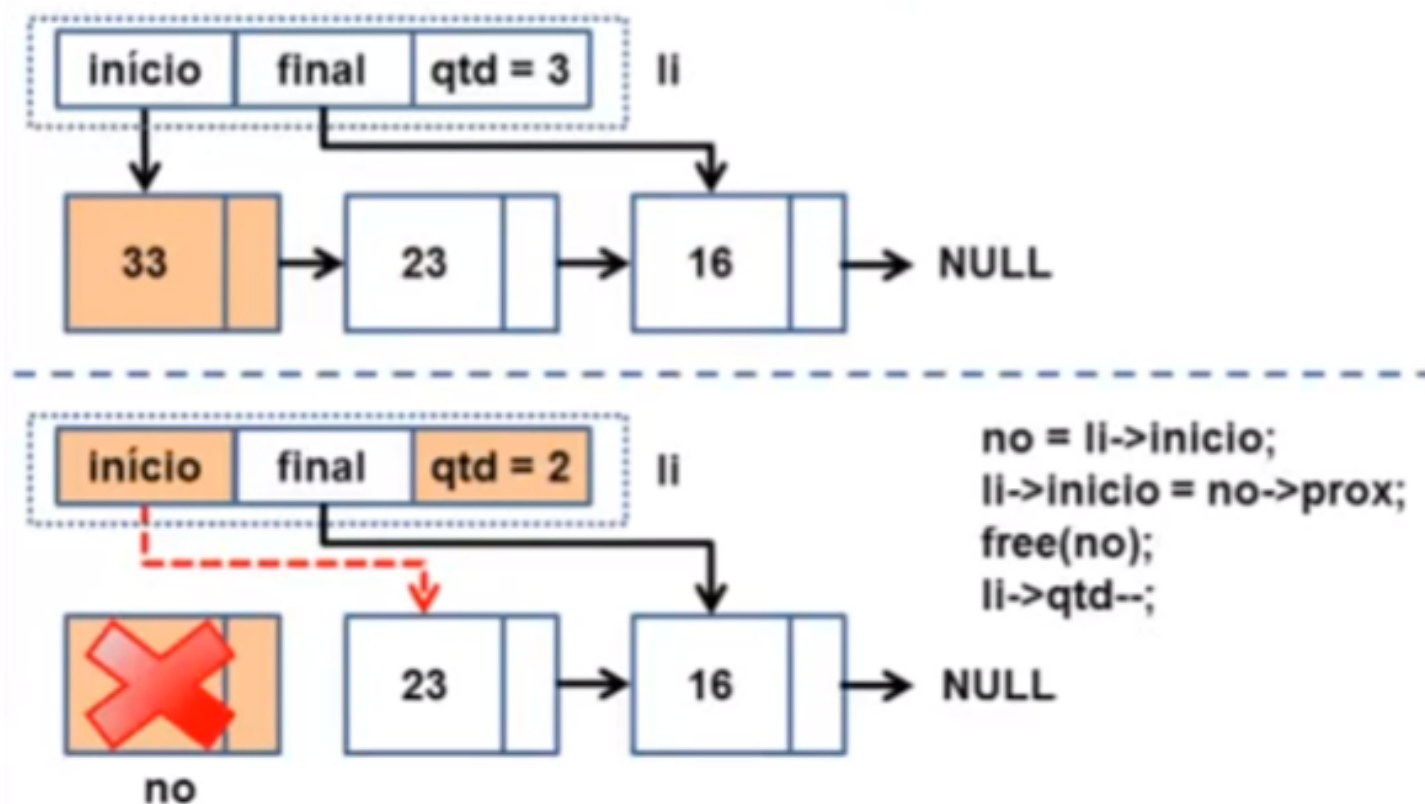 início final qtd = 3 li
33 23 16 NULL
início final qtd = 2 li
no = li->inicio;
li->inicio = no->prox;
free(no);
li->qtd--;
23 16 NULL
no